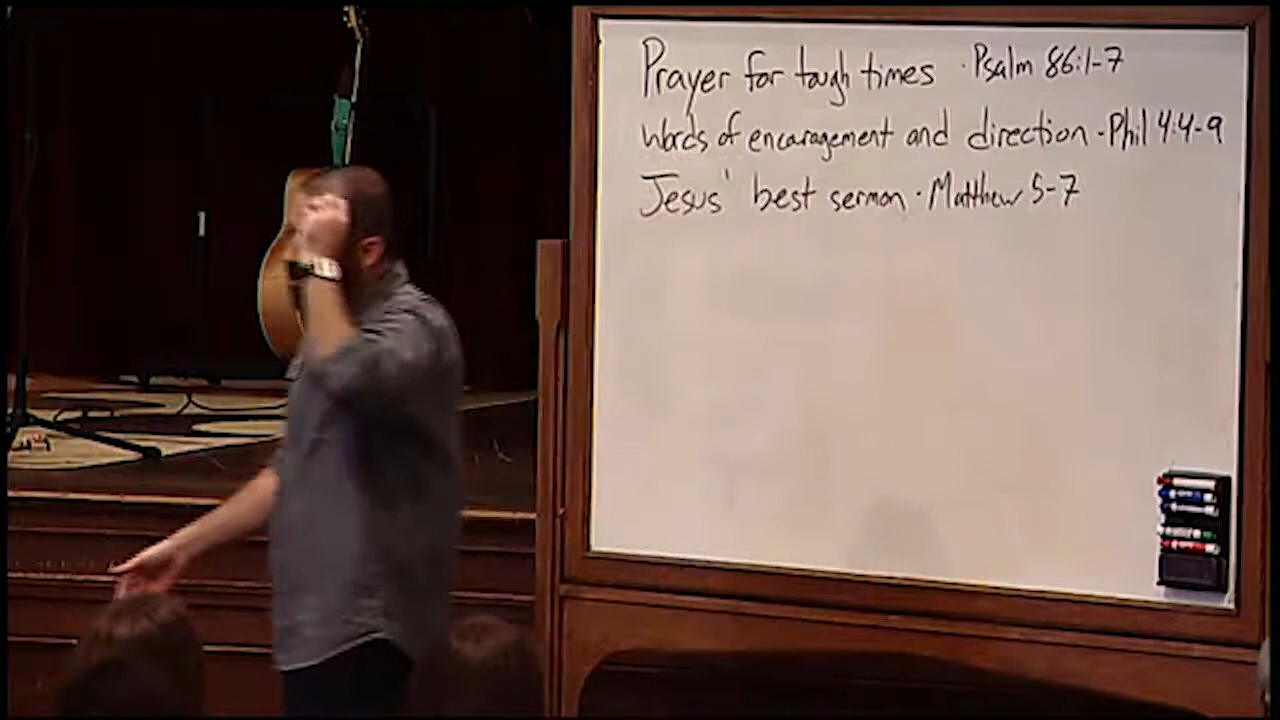 Prayer for tough times · Psalm 86:1-7
Words of encouragement and direction - Phil 4:4-9
Jesus' best sermon · Matthew 5-7